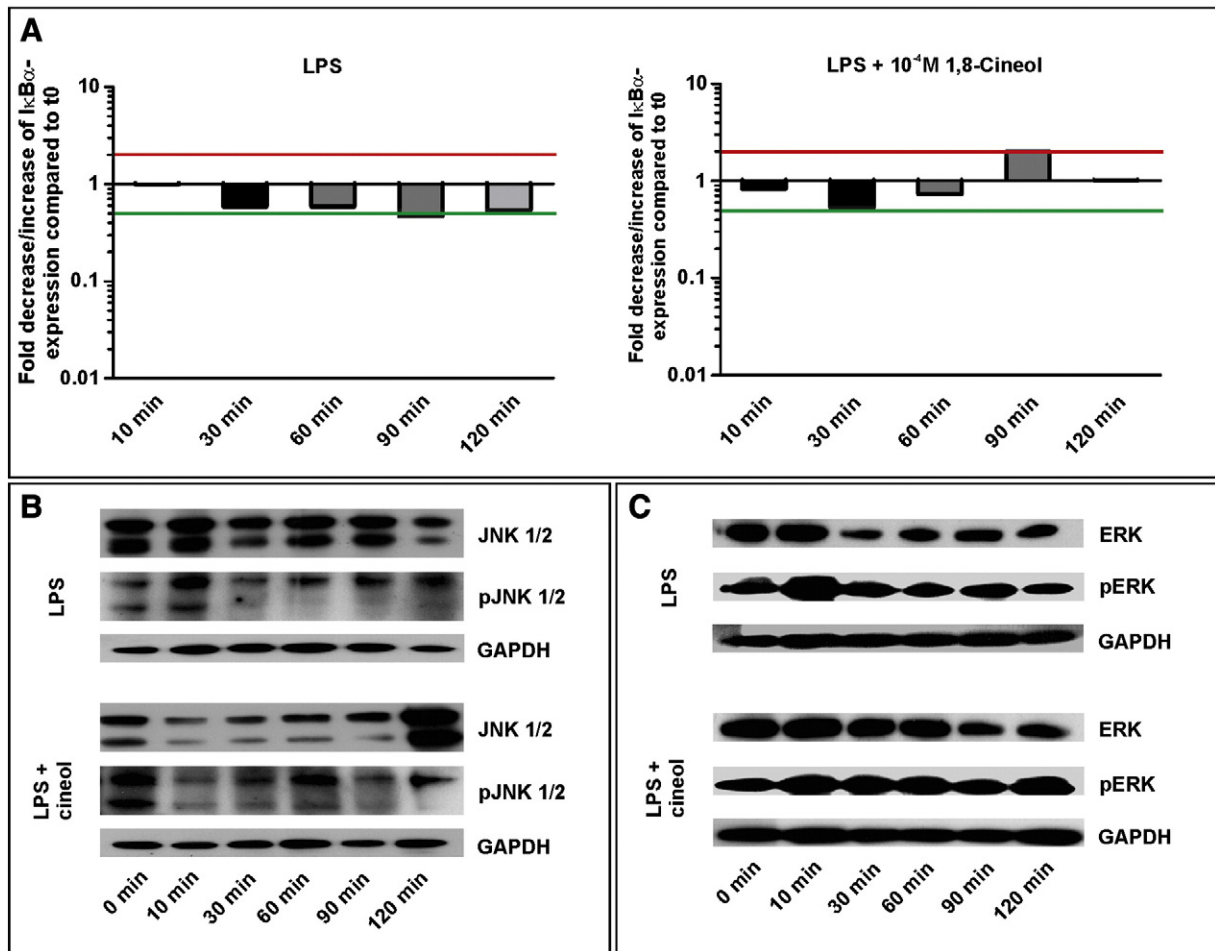 A
LPS
Fold decrease/increase of IκBα-
expression compared to t0
10
1
0.1
0.01
10 min
30 min
60 min
90 min
120 min
LPS + 10⁻⁴M 1,8-Cineol
Fold decrease/increase of IκBα-
expression compared to t0
10
1
0.1
0.01
10 min
30 min
60 min
90 min
120 min
B
LPS
JNK 1/2
pJNK 1/2
GAPDH
LPS +
cineol
JNK 1/2
pJNK 1/2
GAPDH
0 min
10 min
30 min
60 min
90 min
120 min
C
LPS
ERK
pERK
GAPDH
LPS +
cineol
ERK
pERK
GAPDH
0 min
10 min
30 min
60 min
90 min
120 min